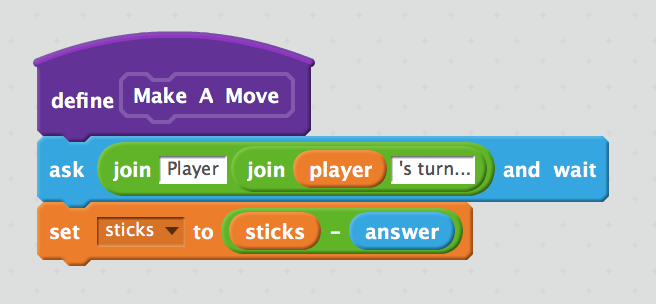 define Make A Move
ask join Player join player 's turn... and wait
set sticks to sticks - answer